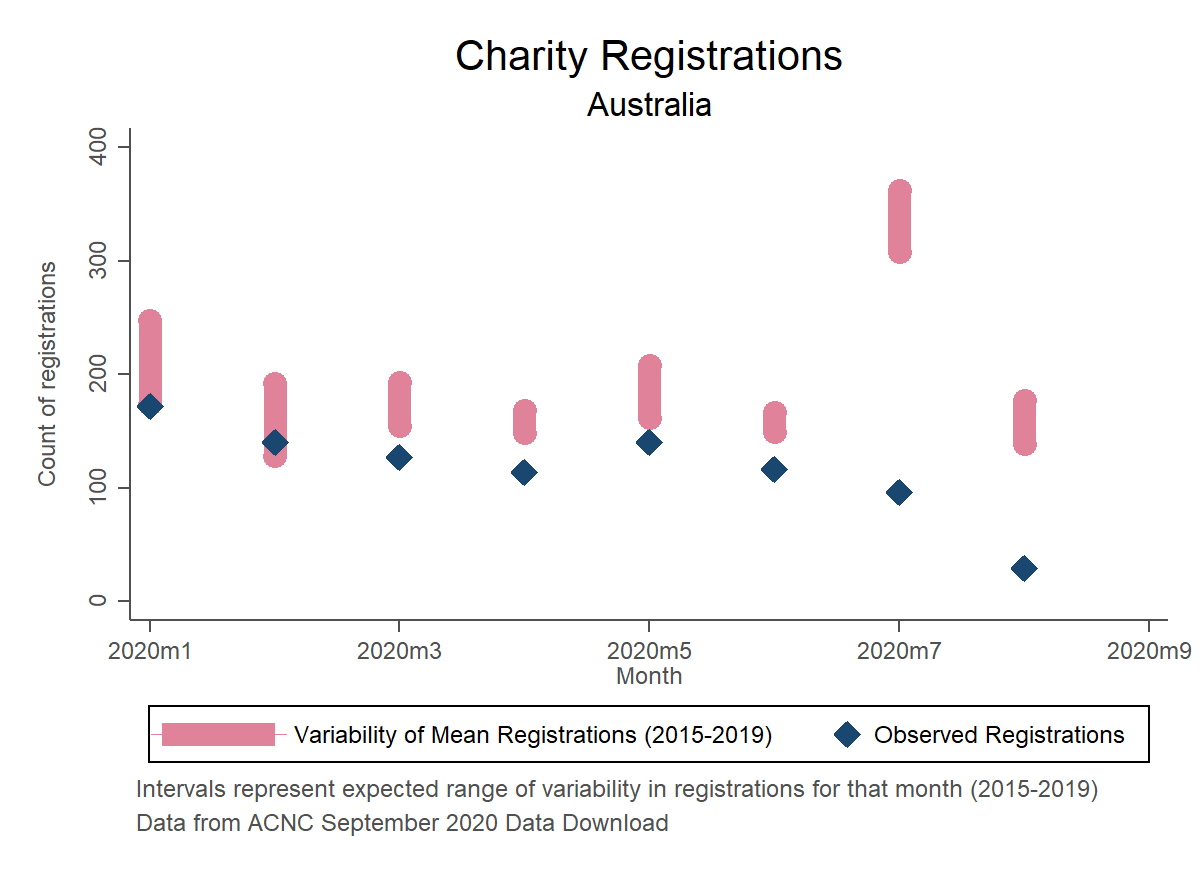 Charity Registrations
Australia
Count of registrations
400
300
200
100
0
2020m1 2020m3 2020m5 2020m7 2020m9
Month
Variability of Mean Registrations (2015-2019) Observed Registrations
Intervals represent expected range of variability in registrations for that month (2015-2019)
Data from ACNC September 2020 Data Download